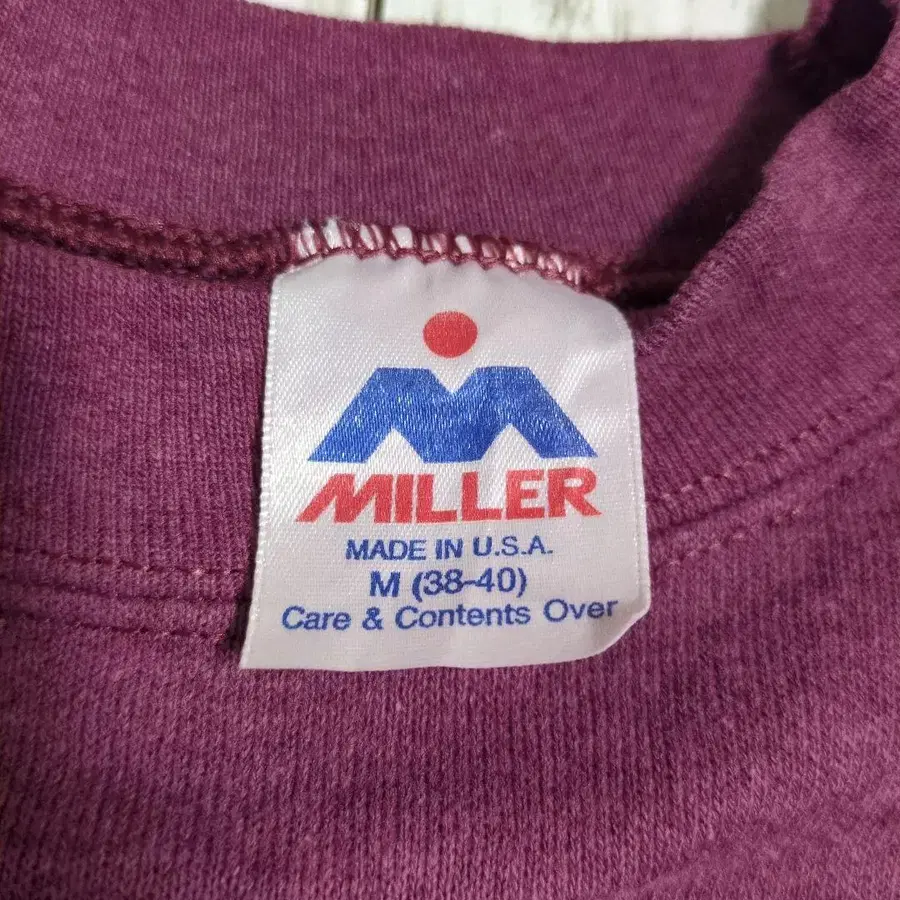 MILLER
MADE IN U.S.A.
M (38-40)
Care & Contents Over